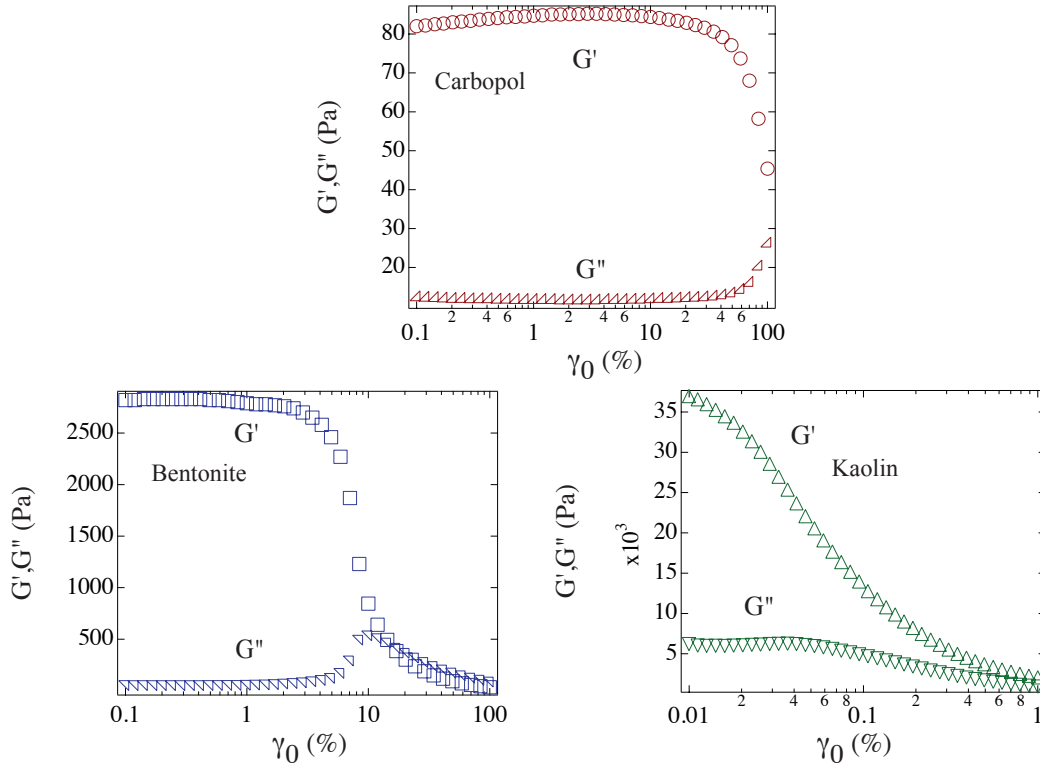 80
70
60
50
40
30
20
G',G" (Pa)
G'
Carbopol
G"
0.1 2 4 6 1 2 4 6 10 2 4 6 100
γ0 (%)
2500
2000
1500
1000
500
G',G" (Pa)
G'
Bentonite
G"
0.1 1 10 100
γ0 (%)
35
30
25
20
15
10
5
G',G" (Pa)
x10³
G'
Kaolin
G"
0.01 2 4 6 8 0.1 2 4 6 8 1
γ0 (%)